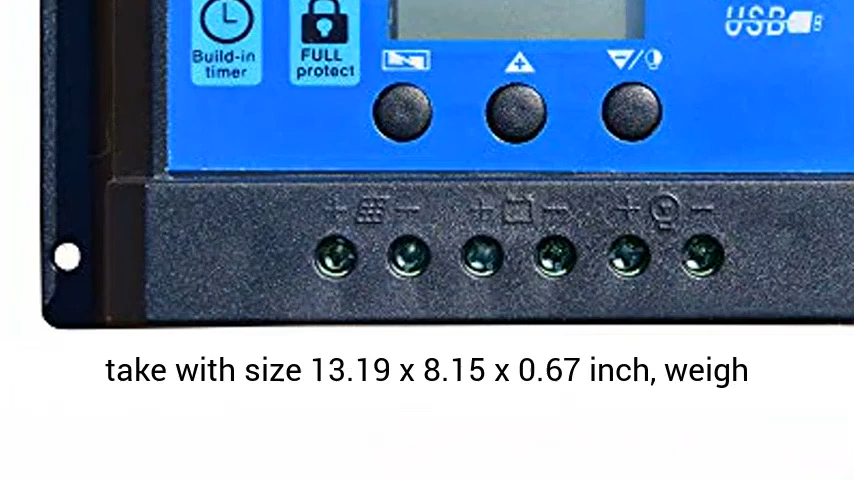 Build-in
timer
FULL
protect
USB
take with size 13.19 x 8.15 x 0.67 inch, weigh